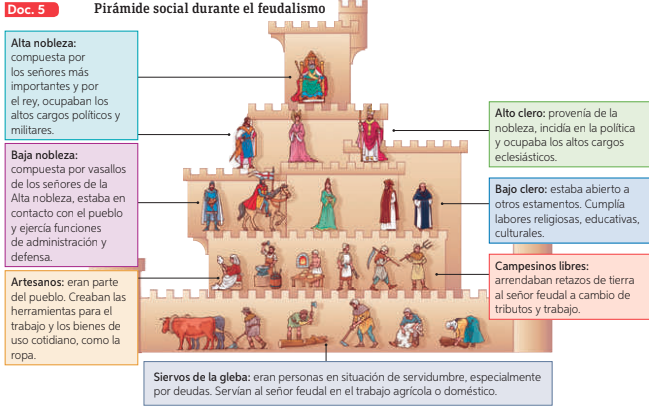 Doc. 5
Pirámide social durante el feudalismo
Alta nobleza:
compuesta por
los señores más
importantes y por
el rey, ocupaban los
altos cargos políticos y
militares.
Baja nobleza:
compuesta por vasallos
de los señores de la
Alta nobleza, estaba en
contacto con el pueblo
y ejercía funciones
de administración y
defensa.
Artesanos: eran parte
del pueblo. Creaban las
herramientas para el
trabajo y los bienes de
uso cotidiano, como la
ropa.
Alto clero: provenía de la
nobleza, incidía en la política
y ocupaba los altos cargos
eclesiásticos.
Bajo clero: estaba abierto a
otros estamentos. Cumplía
labores religiosas, educativas,
culturales.
Campesinos libres:
arrendaban retazos de tierra
al señor feudal a cambio de
tributos y trabajo.
Siervos de la gleba: eran personas en situación de servidumbre, especialmente
por deudas. Servían al señor feudal en el trabajo agrícola o doméstico.